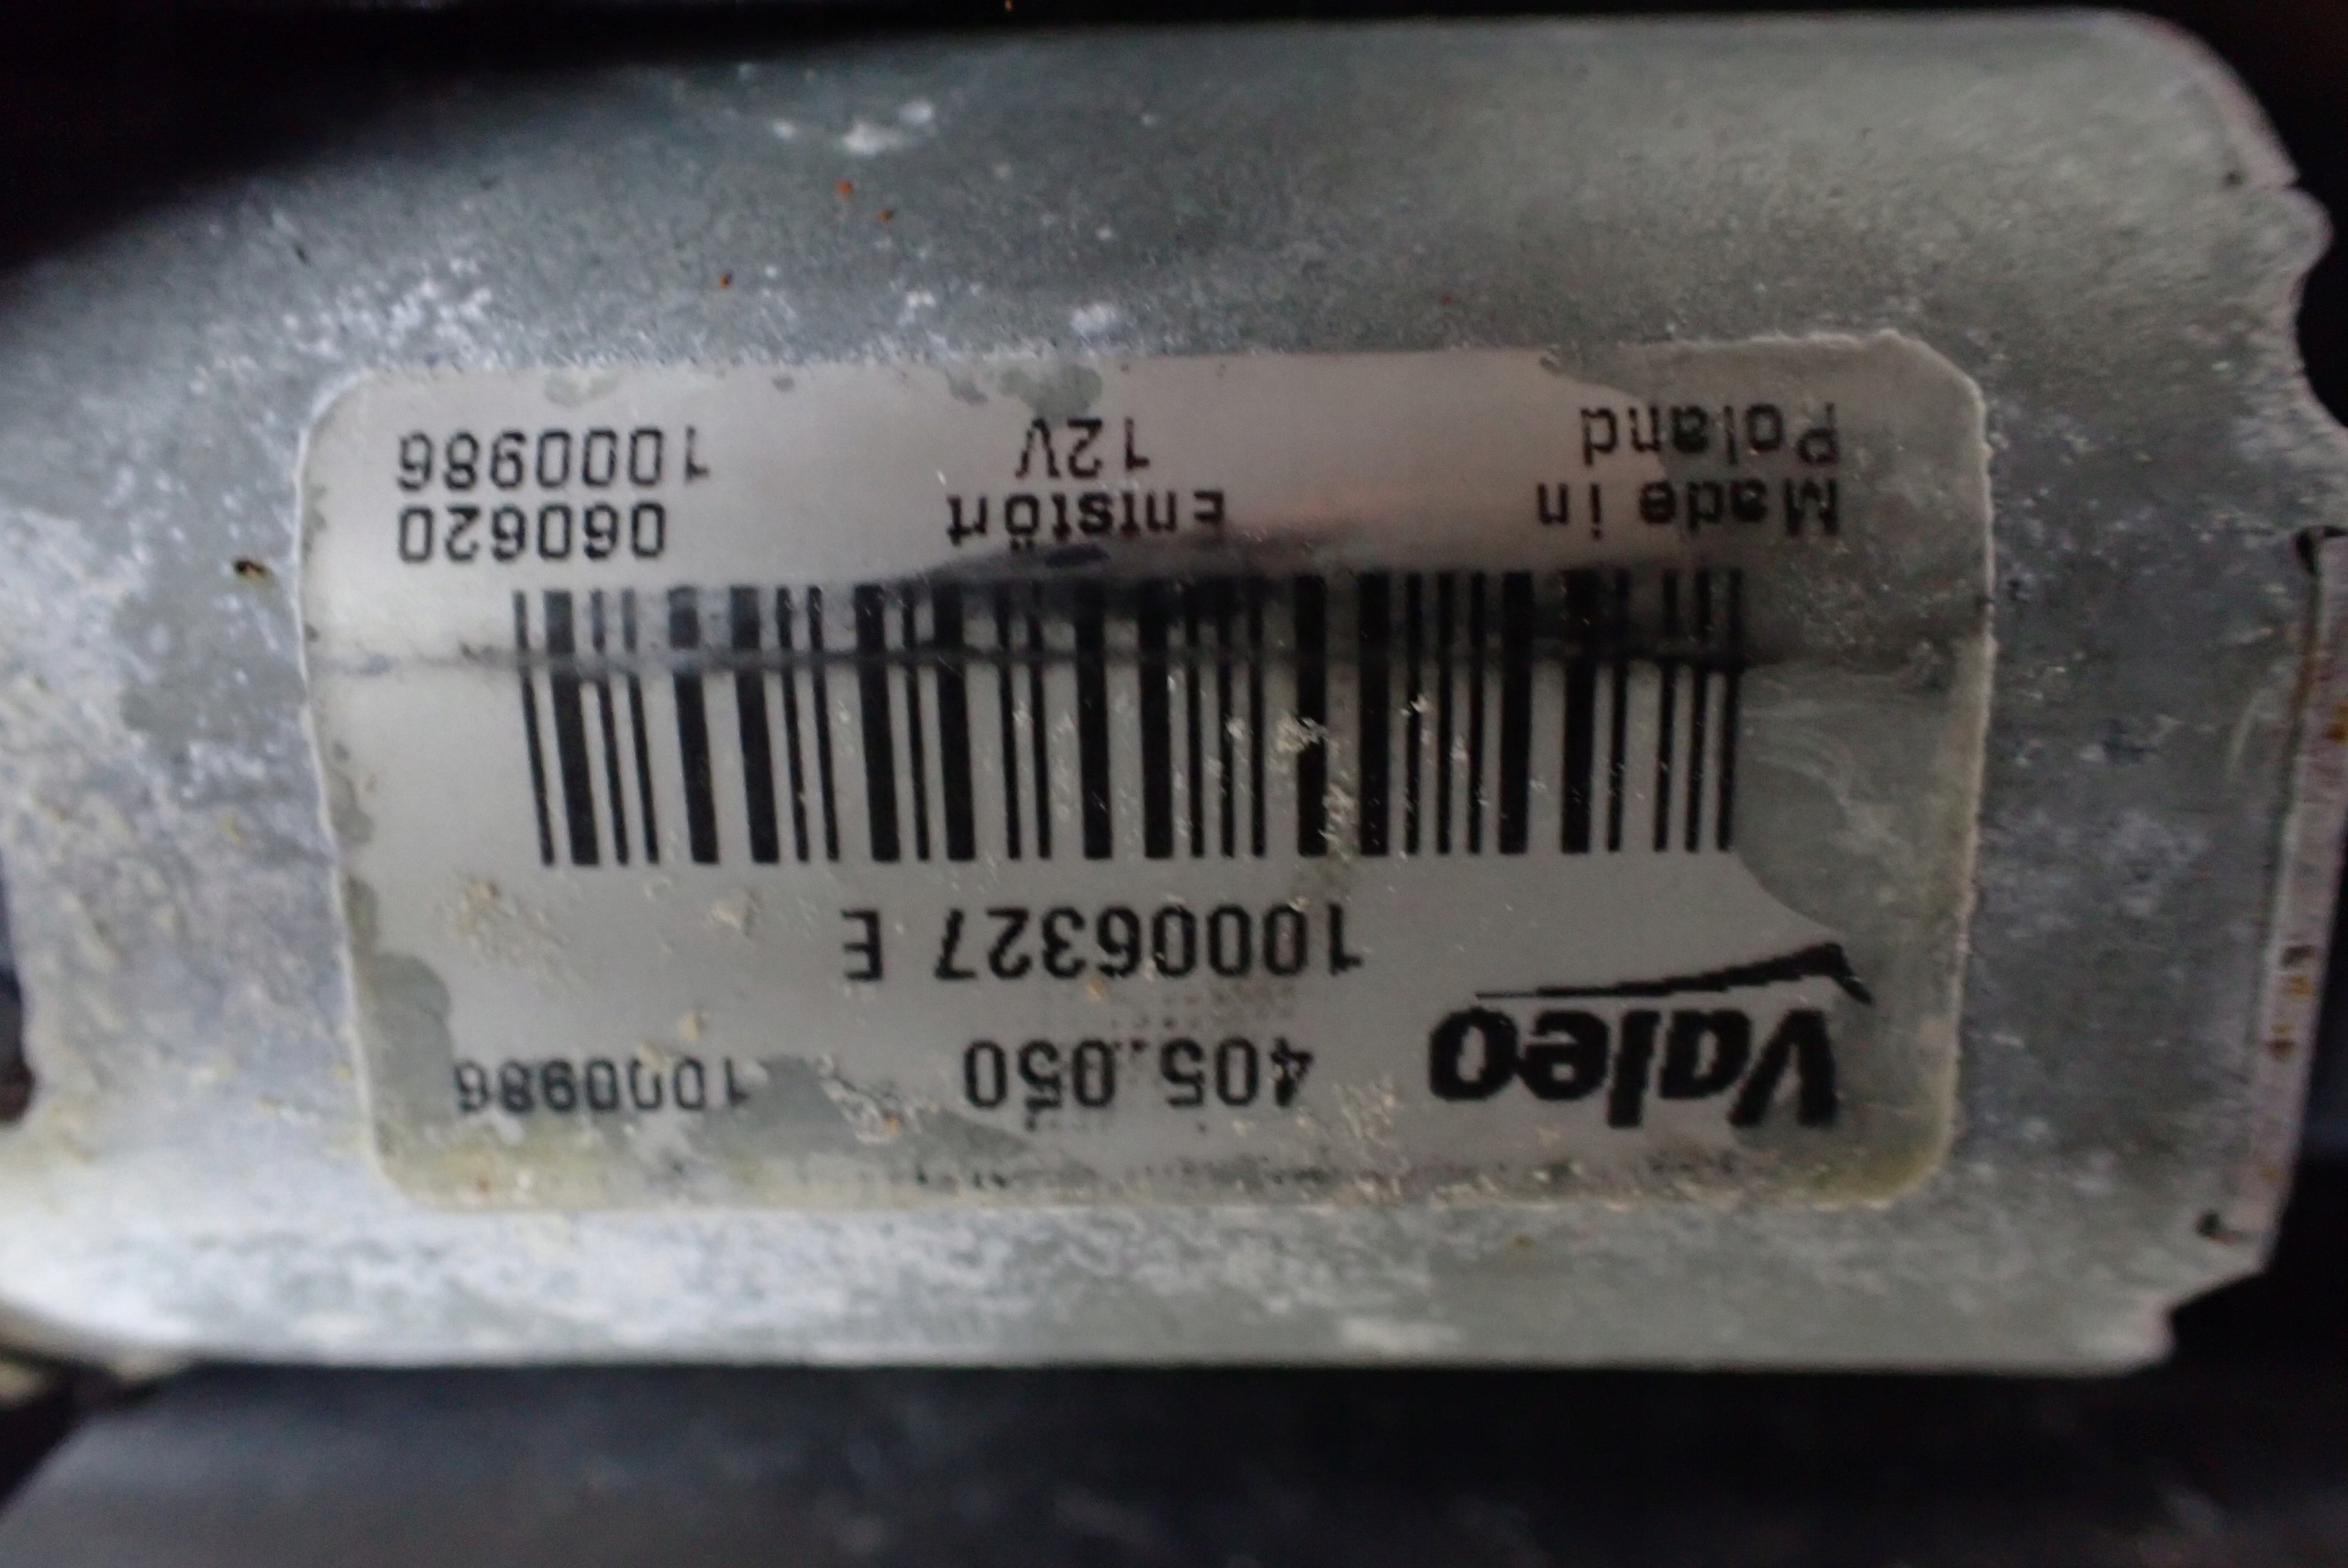 Valeo 405.050 1000986
10006327 E
Made in Entstört 060620
Poland 12V 1000986